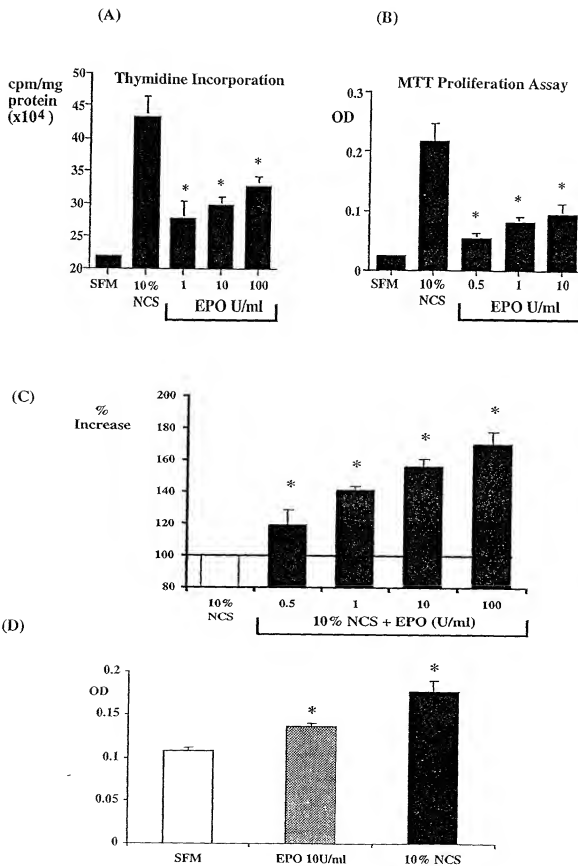 (A)
cpm/mg
protein
(x10⁴)
Thymidine Incorporation
50
45
40
35
30
25
20
*
*
*
SFM
10%
NCS
1
10
100
EPO U/ml
(B)
MTT Proliferation Assay
OD
0.3
0.2
0.1
0
*
*
*
SFM
10%
NCS
0.5
1
10
EPO U/ml
(C)
%
Increase
200
180
160
140
120
100
80
*
*
*
*
10%
NCS
0.5
1
10
100
10% NCS + EPO (U/ml)
(D)
OD
0.2
0.15
0.1
0.05
0
*
*
SFM
EPO 10U/ml
10% NCS